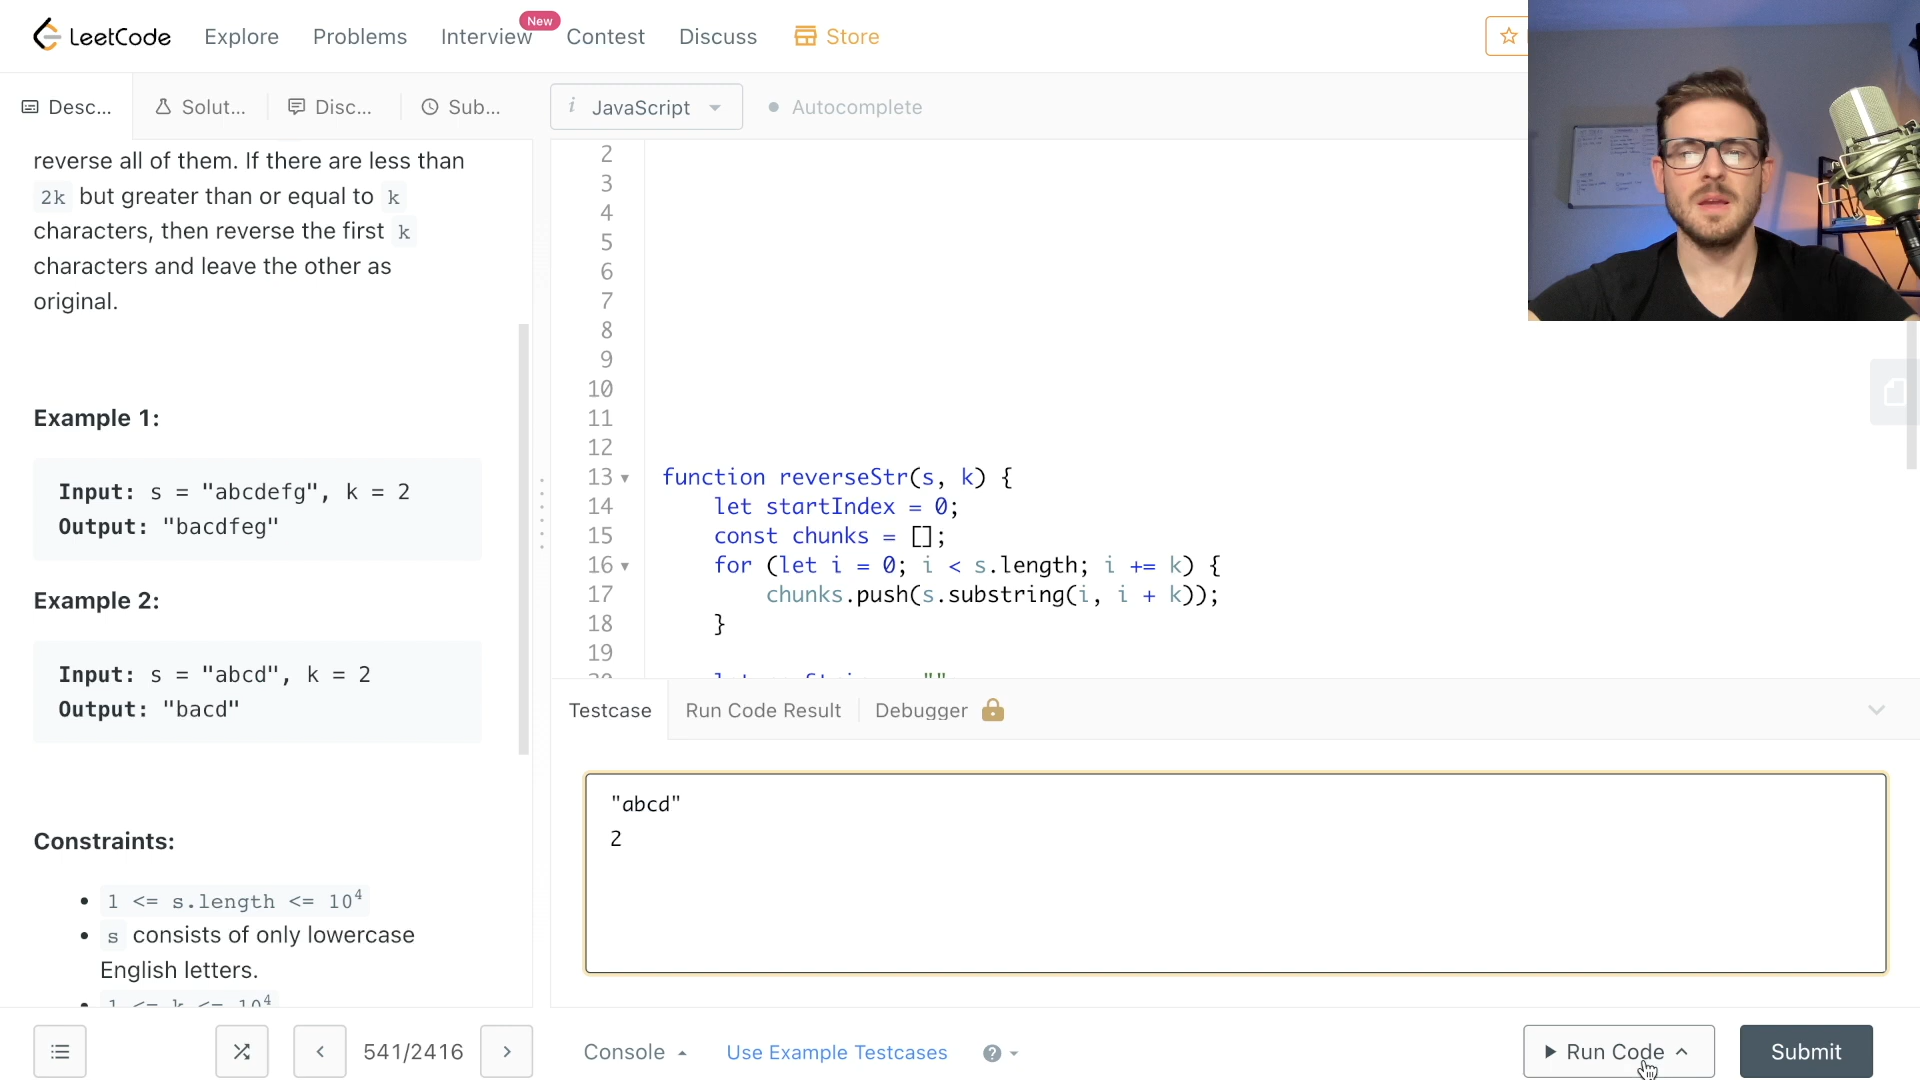 LeetCode Explore Problems Interview New Contest Discuss Store
Desc... Solut... Disc... Sub... i JavaScript Autocomplete
reverse all of them. If there are less than
2k but greater than or equal to k
characters, then reverse the first k
characters and leave the other as
original.
Example 1:
Input: s = "abcdefg", k = 2
Output: "bacdfeg"
Example 2:
Input: s = "abcd", k = 2
Output: "bacd"
Constraints:
1 <= s.length <= 10⁴
s consists of only lowercase
English letters.
1 <= k <= 10⁴
541/2416
2
3
4
5
6
7
8
9
10
11
12
13 function reverseStr(s, k) {
14 let startIndex = 0;
15 const chunks = [];
16 for (let i = 0; i < s.length; i += k) {
17 chunks.push(s.substring(i, i + k));
18 }
19
20 let
Testcase Run Code Result Debugger
"abcd"
2
Console Use Example Testcases ? Run Code Submit